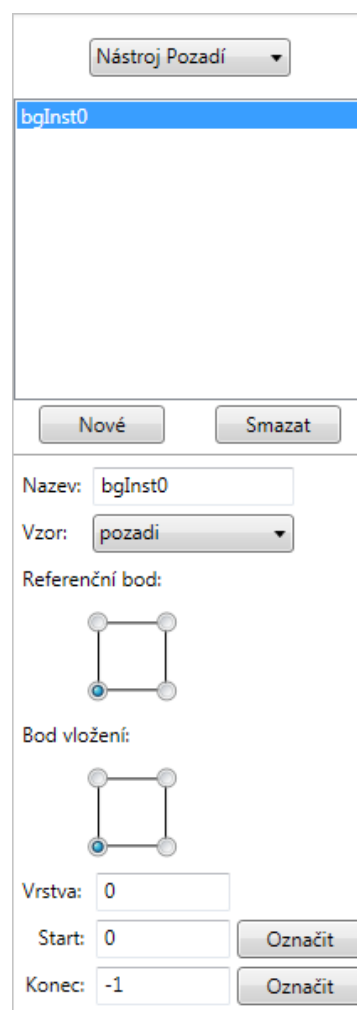 Nástroj Pozadí
bgInst0
Nové Smazat
Nazev: bgInst0
Vzor: pozadi
Referenční bod:
Bod vložení:
Vrstva: 0
Start: 0 Označit
Konec: -1 Označit